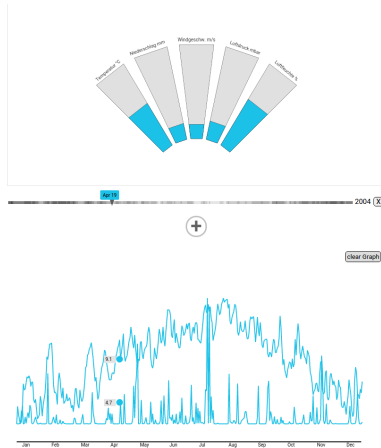 Temperatur °C
Niederschlag mm
Windgeschw. m/s
Luftdruck mbar
Luftfeuchte %
Apr 19
2004
X
clear Graph
9.1
4.7
Jan Feb Mar Apr May Jun Jul Aug Sep Oct Nov Dec